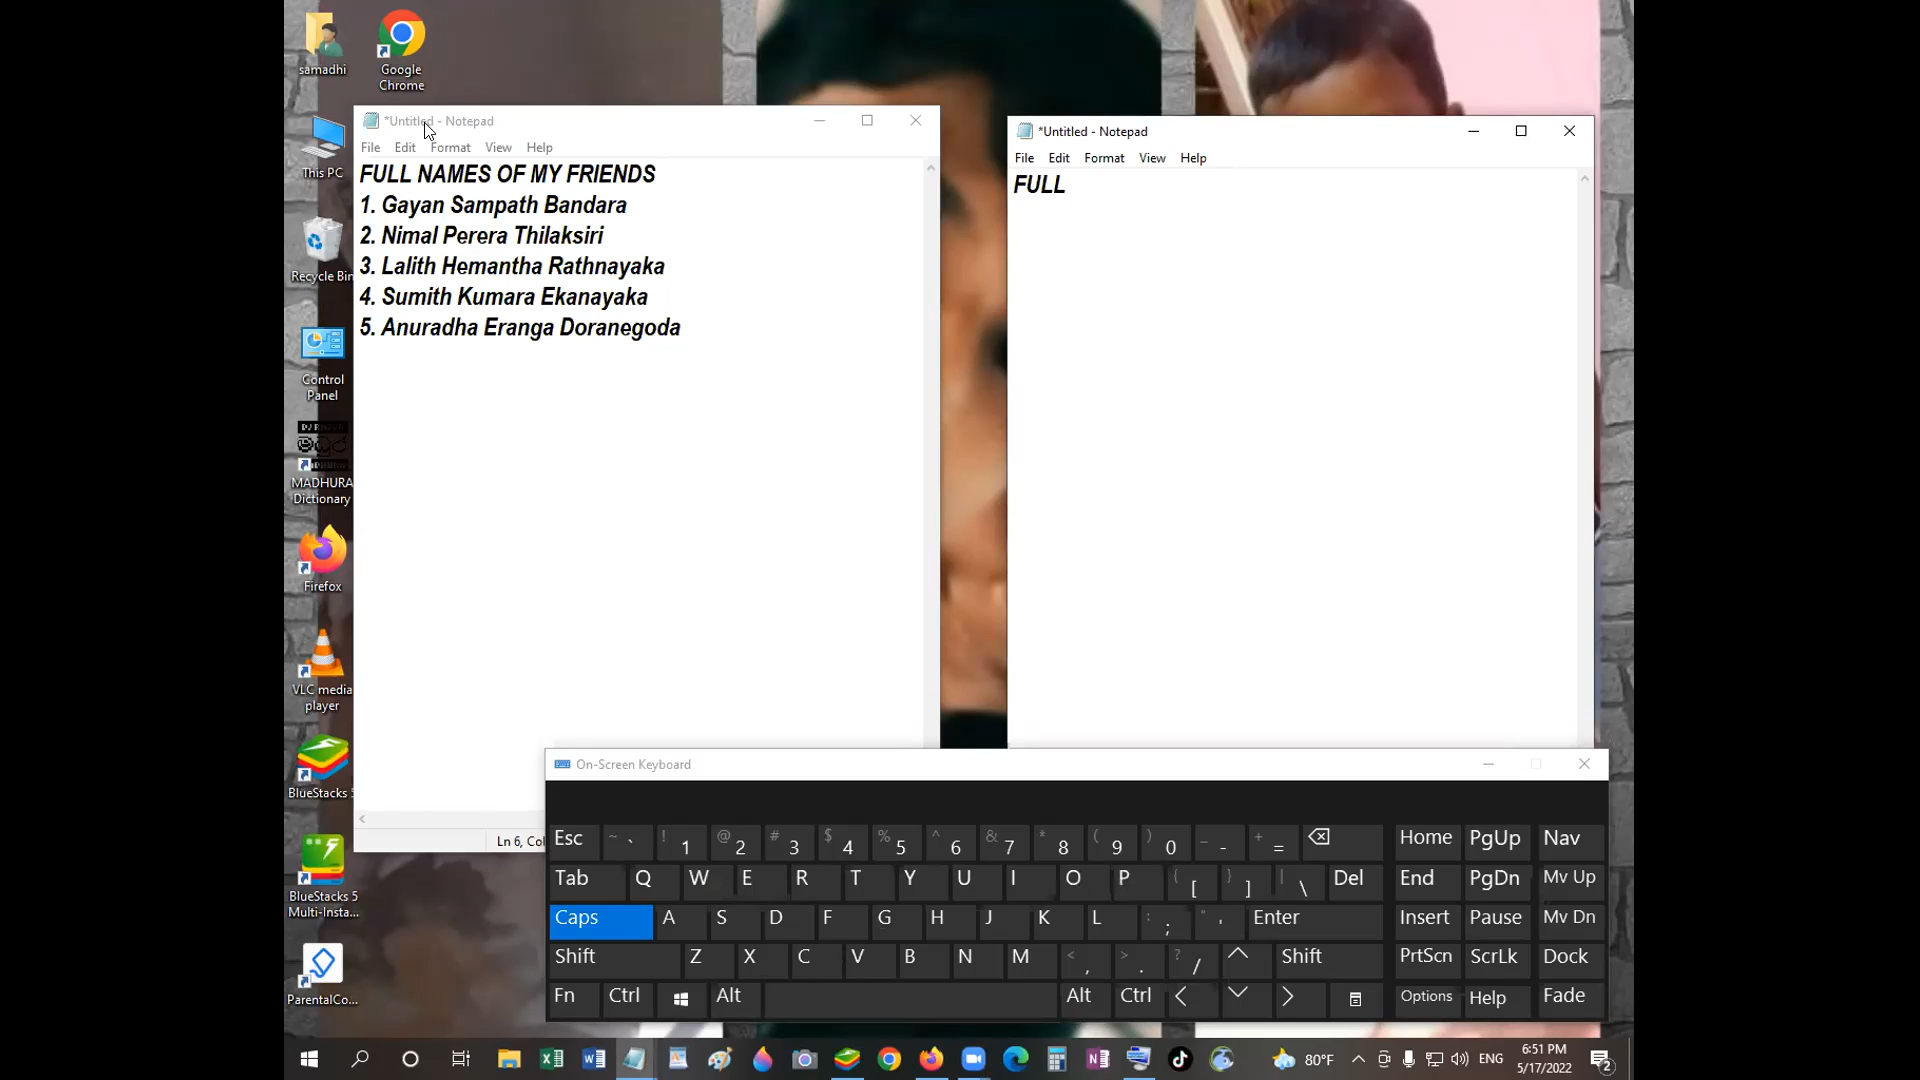 samadhi
Google
Chrome
This PC
Recycle Bin
Control
Panel
MADHURA
Dictionary
Firefox
VLC media
player
BlueStacks 5
BlueStacks 5
Multi-Insta...
ParentalCo...
*Untitled - Notepad
File Edit Format View Help
FULL NAMES OF MY FRIENDS
1. Gayan Sampath Bandara
2. Nimal Perera Thilaksiri
3. Lalith Hemantha Rathnayaka
4. Sumith Kumara Ekanayaka
5. Anuradha Eranga Doranegoda
Ln 6, Col
*Untitled - Notepad
File Edit Format View Help
FULL
On-Screen Keyboard
Esc ~ ` ! 1 @ 2 # 3 $ 4 % 5 ^ 6 & 7 * 8 ( 9 ) 0 _ - + = Home PgUp Nav
Tab Q W E R T Y U I O P { [ } ] | \ Del End PgDn Mv Up
Caps A S D F G H J K L : ; " ' Enter Insert Pause Mv Dn
Shift Z X C V B N M < , > . ? / Shift PrtScn ScrLk Dock
Fn Ctrl Alt Alt Ctrl Options Help Fade
80°F ENG 6:51 PM
5/17/2022
2